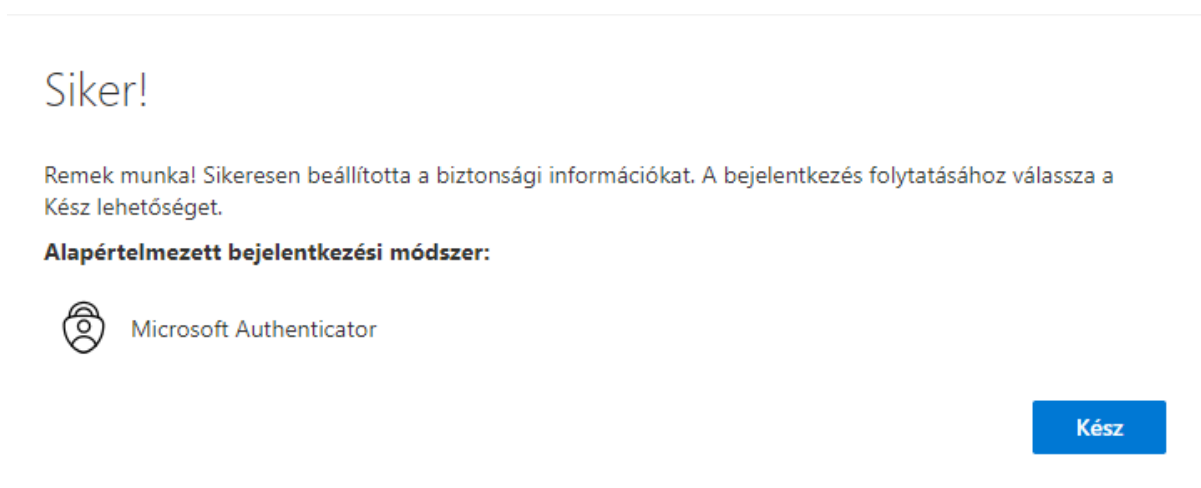 Siker!
Remek munka! Sikeresen beállította a biztonsági információkat. A bejelentkezés folytatásához válassza a
Kész lehetőséget.
Alapértelmezett bejelentkezési módszer:
Microsoft Authenticator
Kész